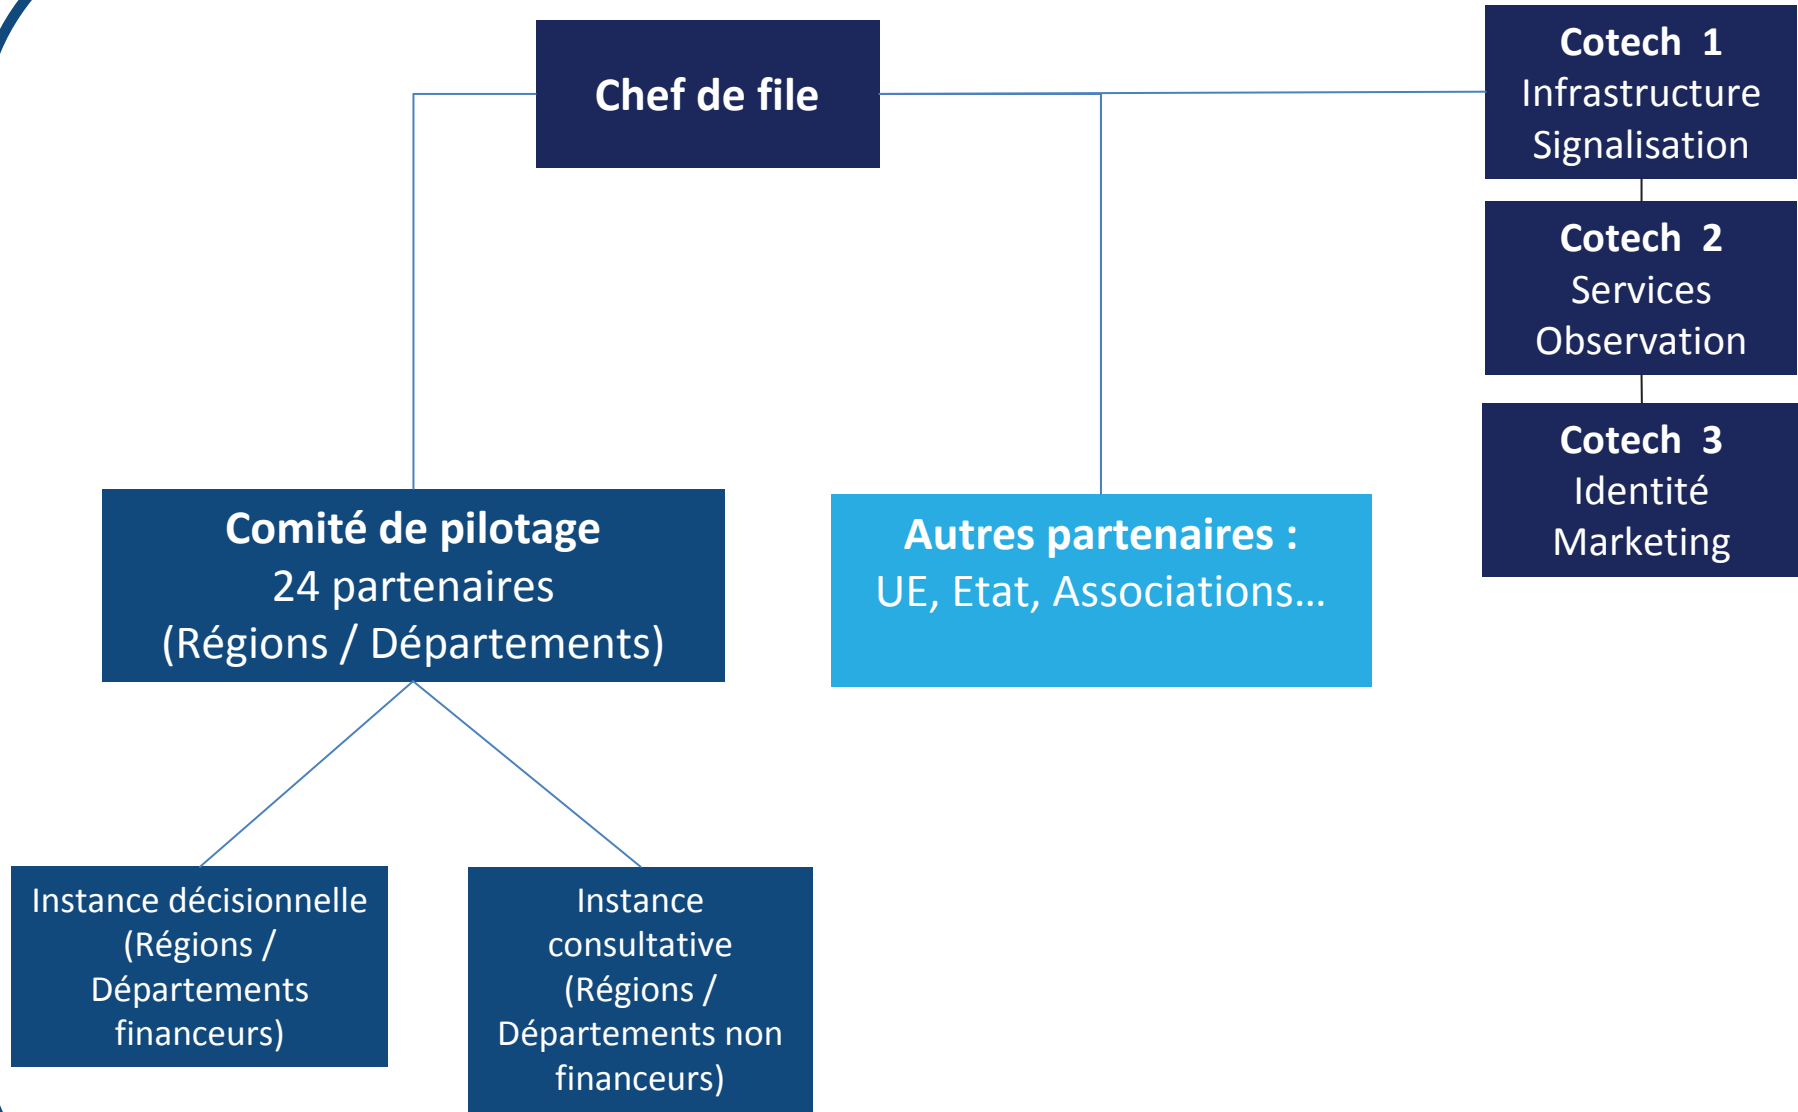 Chef de file
Cotech 1
Infrastructure
Signalisation
Cotech 2
Services
Observation
Cotech 3
Identité
Marketing
Comité de pilotage
24 partenaires
(Régions / Départements)
Autres partenaires :
UE, Etat, Associations…
Instance décisionnelle
(Régions /
Départements
financeurs)
Instance
consultative
(Régions /
Départements non
financeurs)